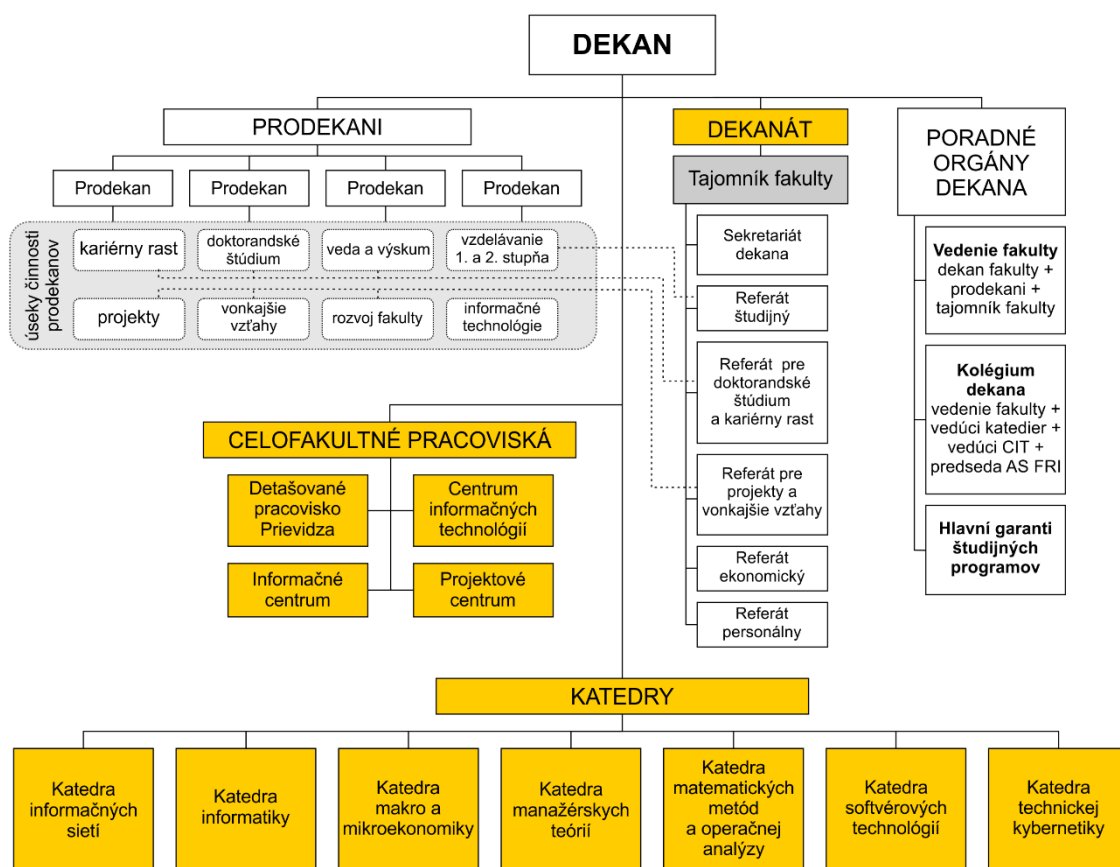 DEKAN
PRODEKANI
Prodekan
Prodekan
Prodekan
Prodekan
úseky činnosti
prodekanov
kariérny rast
doktorandské
štúdium
veda a výskum
vzdelávanie
1. a 2. stupňa
projekty
vonkajšie
vzťahy
rozvoj fakulty
informačné
technológie
DEKANÁT
Tajomník fakulty
Sekretariát
dekana
Referát
študijný
Referát pre
doktorandské
štúdium
a kariérny rast
Referát pre
projekty a
vonkajšie vzťahy
Referát
ekonomický
Referát
personálny
PORADNÉ
ORGÁNY
DEKANA
Vedenie fakulty
dekan fakulty +
prodekani +
tajomník fakulty
Kolégium
dekana
vedenie fakulty +
vedúci katedier +
vedúci CIT +
predseda AS FRI
Hlavní garanti
študijných
programov
CELOFAKULTNÉ PRACOVISKÁ
Detašované
pracovisko
Prievidza
Centrum
informačných
technológií
Informačné
centrum
Projektové
centrum
KATEDRY
Katedra
informačných
sietí
Katedra
informatiky
Katedra
makro a
mikroekonomiky
Katedra
manažérskych
teórií
Katedra
matematických
metód
a operačnej
analýzy
Katedra
softvérových
technológií
Katedra
technickej
kybernetiky